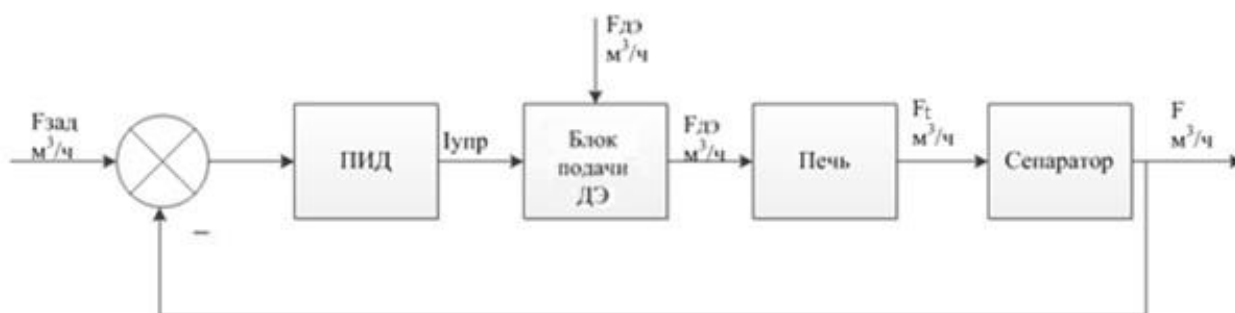 Fдэ
м³/ч
Fзад
м³/ч
ПИД
Iупр
Блок
подачи
ДЭ
Fдэ
м³/ч
Печь
Ft
м³/ч
Сепаратор
F
м³/ч
–